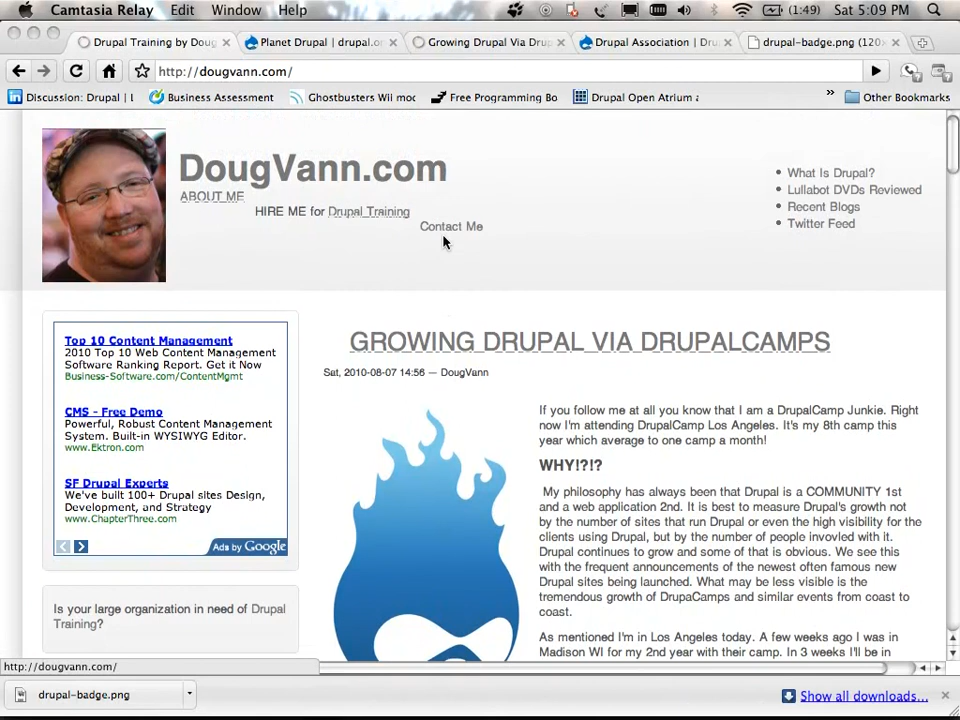 Camtasia Relay Edit Window Help (1:49) Sat 5:09 PM
Drupal Training by Doug Planet Drupal | drupal.or Growing Drupal Via Drup Drupal Association | Dru drupal-badge.png (120×
http://dougvann.com/
Discussion: Drupal | L Business Assessment Ghostbusters Wii moc Free Programming Bo Drupal Open Atrium a » Other Bookmarks
DougVann.com
ABOUT ME
HIRE ME for Drupal Training
Contact Me
What Is Drupal?
Lullabot DVDs Reviewed
Recent Blogs
Twitter Feed
Top 10 Content Management
2010 Top 10 Web Content Management
Software Ranking Report. Get it Now
Business-Software.com/ContentMgmt
CMS - Free Demo
Powerful, Robust Content Management
System. Built-in WYSIWYG Editor.
www.Ektron.com
SF Drupal Experts
We've built 100+ Drupal sites Design,
Development, and Strategy
www.ChapterThree.com
Ads by Google
Is your large organization in need of Drupal
Training?
GROWING DRUPAL VIA DRUPALCAMPS
Sat, 2010-08-07 14:56 — DougVann
If you follow me at all you know that I am a DrupalCamp Junkie. Right
now I'm attending DrupalCamp Los Angeles. It's my 8th camp this
year which average to one camp a month!
WHY!?!?
My philosophy has always been that Drupal is a COMMUNITY 1st
and a web application 2nd. It is best to measure Drupal's growth not
by the number of sites that run Drupal or even the high visibility for the
clients using Drupal, but by the number of people invovled with it.
Drupal continues to grow and some of that is obvious. We see this
with the frequent announcements of the newest often famous new
Drupal sites being launched. What may be less visible is the
tremendous growth of DrupaCamps and similar events from coast to
coast.
As mentioned I'm in Los Angeles today. A few weeks ago I was in
Madison WI for my 2nd year with their camp. In 3 weeks I'll be in
http://dougvann.com/
drupal-badge.png
Show all downloads...